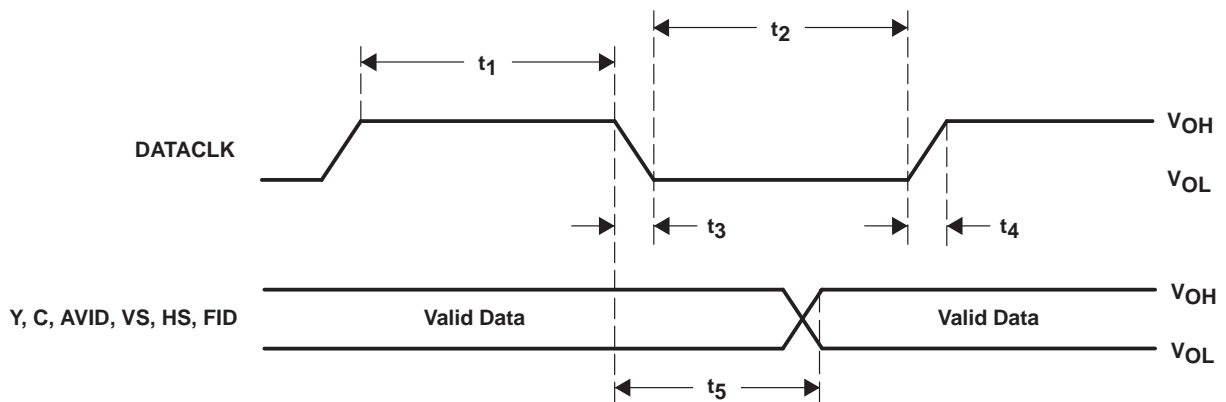 t2
t1
VOH
DATACLK
VOL
t3
t4
VOH
Y, C, AVID, VS, HS, FID
Valid Data
Valid Data
VOL
t5